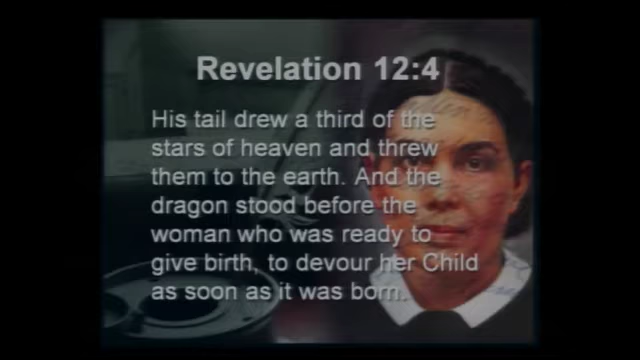 Revelation 12:4
His tail drew a third of the
stars of heaven and threw
them to the earth. And the
dragon stood before the
woman who was ready to
give birth, to devour her Child
as soon as it was born.